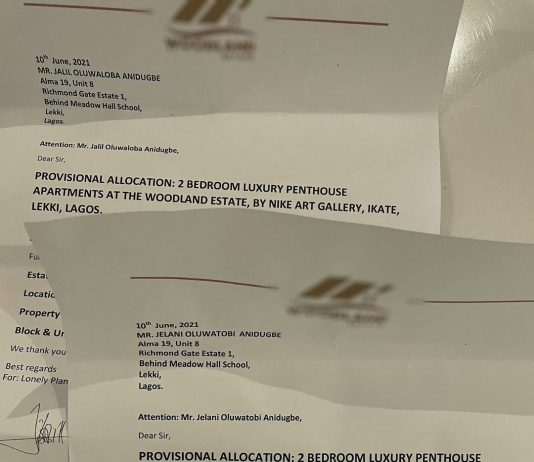 WOODLAND
10th June, 2021
MR. JALIL OLUWALOBA ANIDUGBE
Alma 19, Unit 8
Richmond Gate Estate 1,
Behind Meadow Hall School,
Lekki,
Lagos.
Attention: Mr. Jalil Oluwaloba Anidugbe,
Dear Sir,
PROVISIONAL ALLOCATION: 2 BEDROOM LUXURY PENTHOUSE
APARTMENTS AT THE WOODLAND ESTATE, BY NIKE ART GALLERY, IKATE,
LEKKI, LAGOS.
Fu
Esta
Locatio
Property
Block & Un
We thank you
Best regards
For: Lonely Plan
WOODLAND
10th June, 2021
MR. JELANI OLUWATOBI ANIDUGBE
Alma 19, Unit 8
Richmond Gate Estate 1,
Behind Meadow Hall School,
Lekki,
Lagos.
Attention: Mr. Jelani Oluwatobi Anidugbe,
Dear Sir,
PROVISIONAL ALLOCATION: 2 BEDROOM LUXURY PENTHOUSE